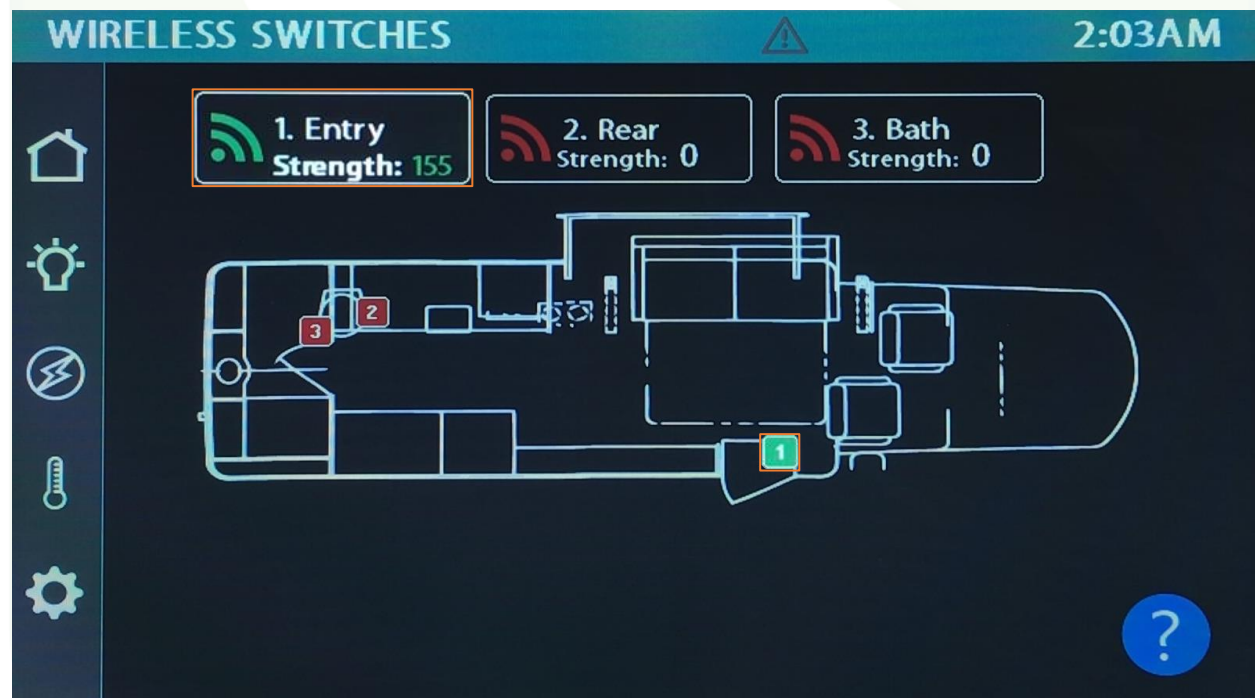 WIRELESS SWITCHES 2:03AM
1. Entry
Strength: 155
2. Rear
Strength: 0
3. Bath
Strength: 0
2
3
1
?